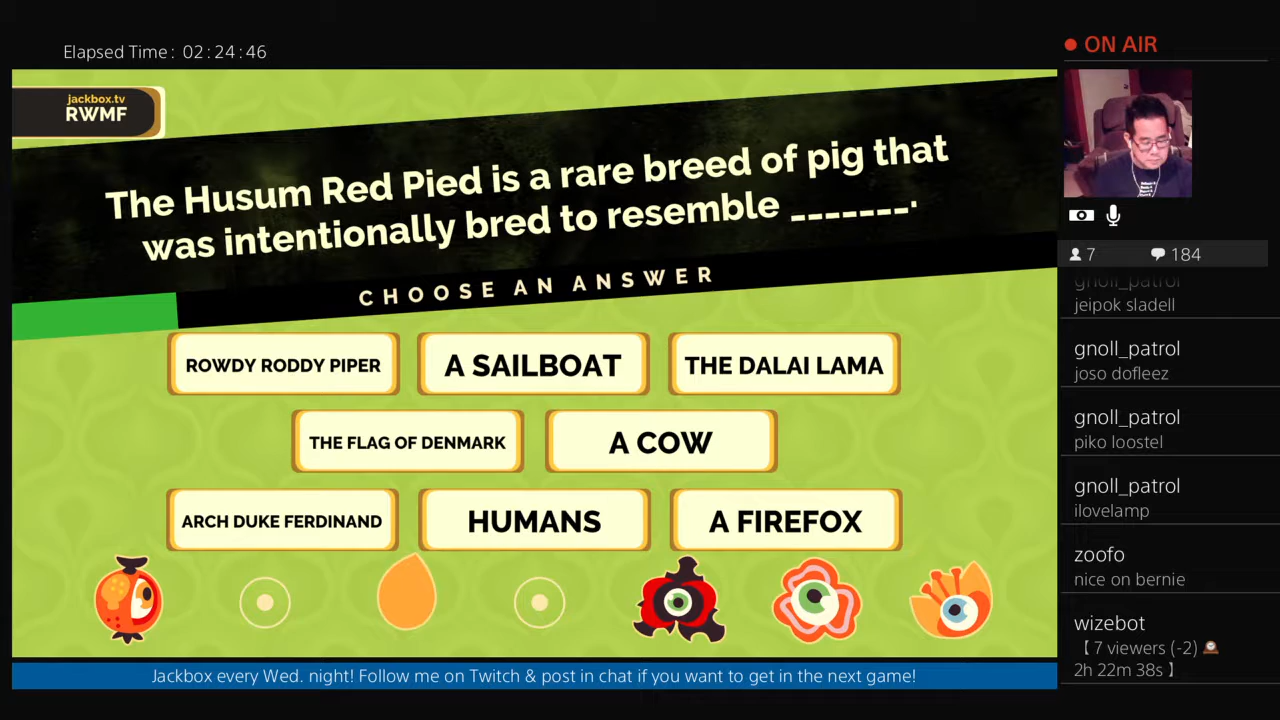 Elapsed Time: 02:24:46
ON AIR
jackbox.tv
RWMF
The Husum Red Pied is a rare breed of pig that
was intentionally bred to resemble _______.
CHOOSE AN ANSWER
ROWDY RODDY PIPER
A SAILBOAT
THE DALAI LAMA
THE FLAG OF DENMARK
A COW
ARCH DUKE FERDINAND
HUMANS
A FIREFOX
Jackbox every Wed. night! Follow me on Twitch & post in chat if you want to get in the next game!
7
184
gnoll_patrol
jeipok sladell
gnoll_patrol
joso dofleez
gnoll_patrol
piko loostel
gnoll_patrol
ilovelamp
zoofo
nice on bernie
wizebot
【 7 viewers (-2) 🕰
2h 22m 38s 】